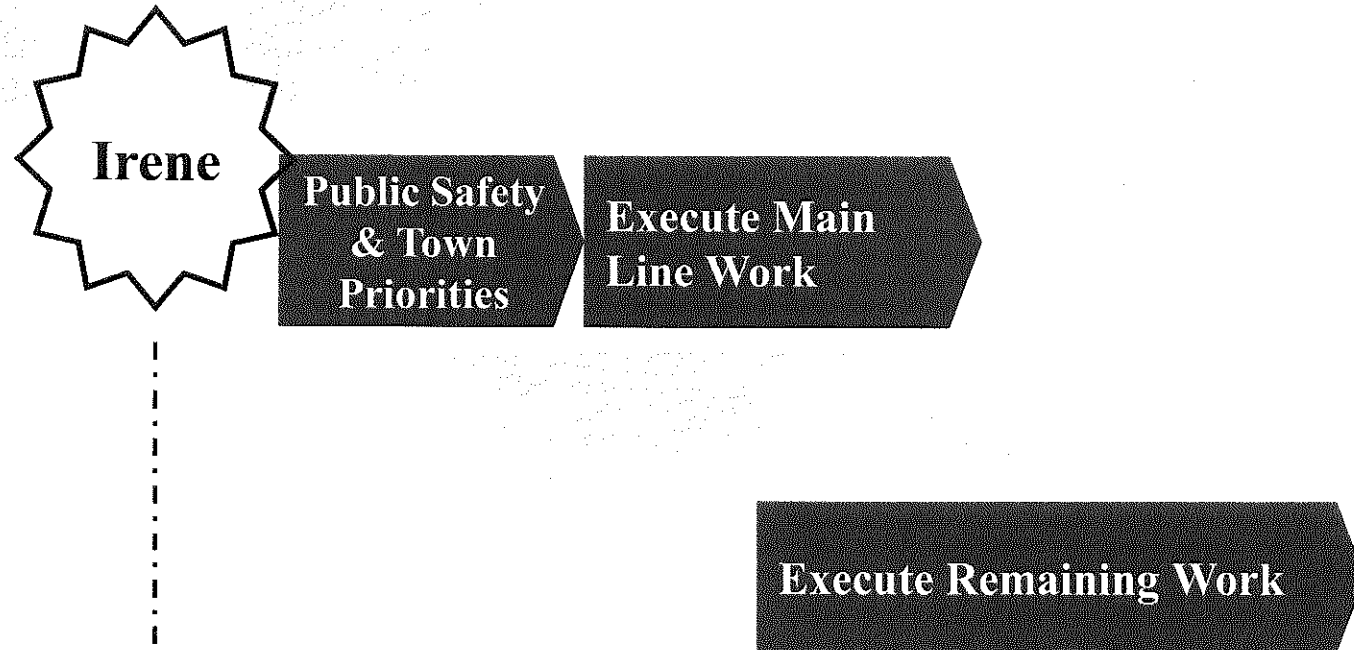 Irene
Public Safety
& Town
Priorities
Execute Main
Line Work
Execute Remaining Work